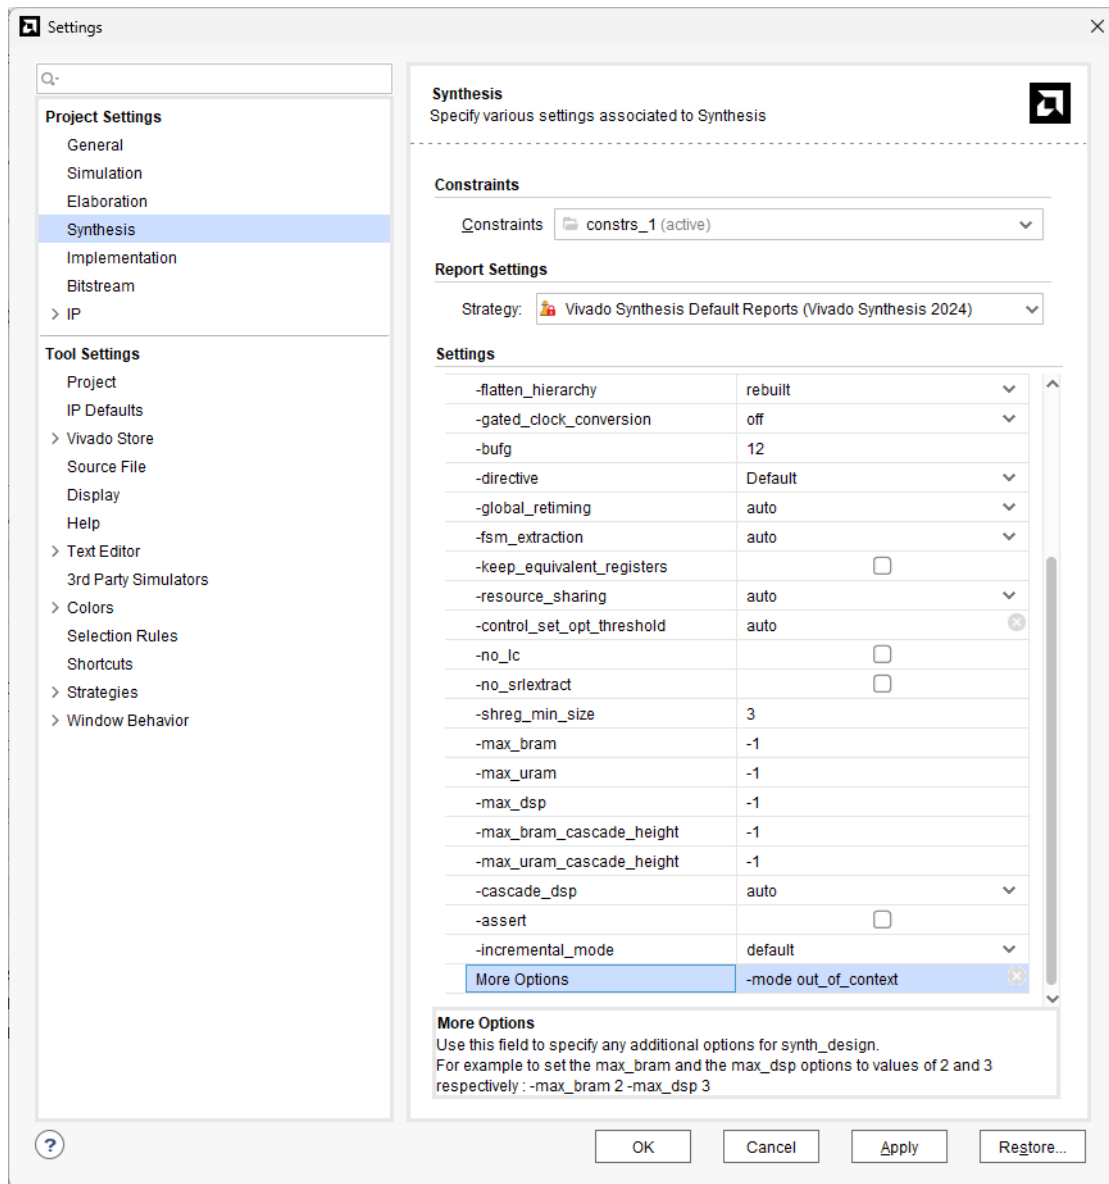 Settings
Project Settings
General
Simulation
Elaboration
Synthesis
Implementation
Bitstream
IP
Tool Settings
Project
IP Defaults
Vivado Store
Source File
Display
Help
Text Editor
3rd Party Simulators
Colors
Selection Rules
Shortcuts
Strategies
Window Behavior
Synthesis
Specify various settings associated to Synthesis
Constraints
Constraints constrs_1 (active)
Report Settings
Strategy: Vivado Synthesis Default Reports (Vivado Synthesis 2024)
Settings
-flatten_hierarchy rebuilt
-gated_clock_conversion off
-bufg 12
-directive Default
-global_retiming auto
-fsm_extraction auto
-keep_equivalent_registers
-resource_sharing auto
-control_set_opt_threshold auto
-no_lc
-no_srlextract
-shreg_min_size 3
-max_bram -1
-max_uram -1
-max_dsp -1
-max_bram_cascade_height -1
-max_uram_cascade_height -1
-cascade_dsp auto
-assert
-incremental_mode default
More Options -mode out_of_context
More Options
Use this field to specify any additional options for synth_design.
For example to set the max_bram and the max_dsp options to values of 2 and 3
respectively : -max_bram 2 -max_dsp 3
? OK Cancel Apply Restore...